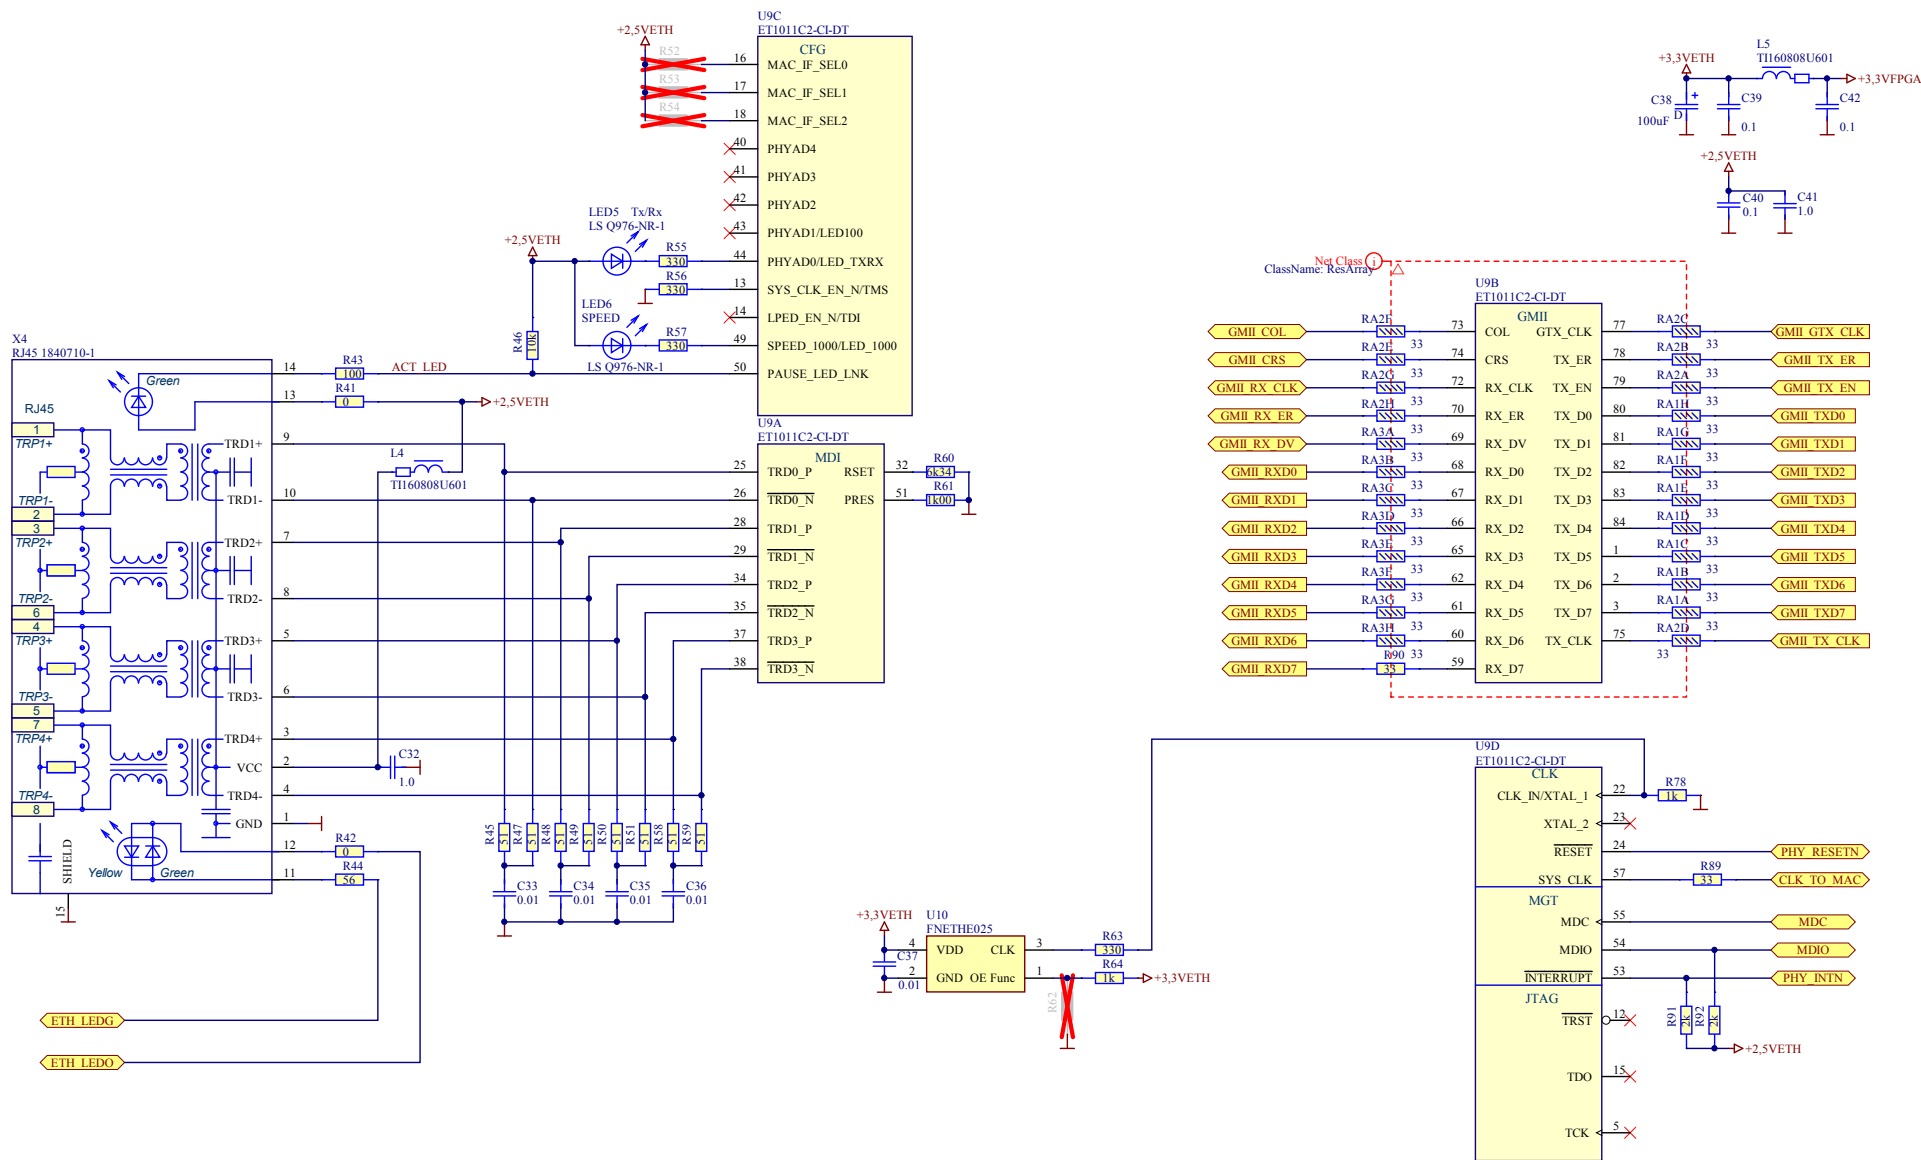 U9C
ET1011C2-CI-DT
CFG
+2,5VETH
R52
16
MAC_IF_SEL0
R53
17
MAC_IF_SEL1
R54
18
MAC_IF_SEL2
40
PHYAD4
41
PHYAD3
42
PHYAD2
43
PHYAD1/LED100
LED5 Tx/Rx
LS Q976-NR-1
+2,5VETH
R55
330
44
PHYAD0/LED_TXRX
R56
330
13
SYS_CLK_EN_N/TMS
LED6
SPEED
14
LPED_EN_N/TDI
R46
10k
R57
330
49
SPEED_1000/LED_1000
LS Q976-NR-1
50
PAUSE_LED_LNK
X4
RJ45 1840710-1
14
R43
100
ACT_LED
Green
13
R41
0
+2,5VETH
RJ45
1
TRP1+
9
TRD1+
L4
TI160808U601
TRP1-
2
10
TRD1-
3
TRP2+
7
TRD2+
TRP2-
6
8
TRD2-
4
TRP3+
5
TRD3+
TRP3-
5
6
TRD3-
7
TRP4+
3
TRD4+
VCC
2
C32
1.0
TRP4-
8
TRD4-
4
GND
1
12
R42
0
Yellow
Green
11
R44
56
SHIELD
15
U9A
ET1011C2-CI-DT
MDI
25
TRD0_P
RSET
32
R60
6k34
26
TRD0_N
PRES
51
R61
1k00
28
TRD1_P
29
TRD1_N
34
TRD2_P
35
TRD2_N
37
TRD3_P
38
TRD3_N
R45
51
R47
51
R48
51
R49
51
R50
51
R51
51
R58
51
R59
51
C33
0.01
C34
0.01
C35
0.01
C36
0.01
ETH_LEDG
ETH_LEDO
+3,3VETH
U10
FNETHE025
4
VDD
CLK
3
R63
330
C37
0.01
2
GND
OE Func
1
R64
1k
+3,3VETH
R62
+3,3VETH
L5
TI160808U601
+3,3VFPGA
C38
+
D
100uF
C39
0.1
C42
0.1
+2,5VETH
C40
0.1
C41
1.0
Net Class
i
ClassName: ResArray
U9B
ET1011C2-CI-DT
GMII
GMII_COL
RA2F
33
73
COL
GTX_CLK
77
RA2C
33
GMII_GTX_CLK
GMII_CRS
RA2E
33
74
CRS
TX_ER
78
RA2B
33
GMII_TX_ER
GMII_RX_CLK
RA2G
33
72
RX_CLK
TX_EN
79
RA2A
33
GMII_TX_EN
GMII_RX_ER
RA2H
33
70
RX_ER
TX_D0
80
RA1H
33
GMII_TXD0
GMII_RX_DV
RA3A
33
69
RX_DV
TX_D1
81
RA1G
33
GMII_TXD1
GMII_RXD0
RA3B
33
68
RX_D0
TX_D2
82
RA1F
33
GMII_TXD2
GMII_RXD1
RA3C
33
67
RX_D1
TX_D3
83
RA1E
33
GMII_TXD3
GMII_RXD2
RA3D
33
66
RX_D2
TX_D4
84
RA1D
33
GMII_TXD4
GMII_RXD3
RA3E
33
65
RX_D3
TX_D5
1
RA1C
33
GMII_TXD5
GMII_RXD4
RA3F
33
62
RX_D4
TX_D6
2
RA1B
33
GMII_TXD6
GMII_RXD5
RA3G
33
61
RX_D5
TX_D7
3
RA1A
33
GMII_TXD7
GMII_RXD6
RA3H
33
60
RX_D6
TX_CLK
75
RA2D
33
GMII_TX_CLK
GMII_RXD7
R90
33
59
RX_D7
U9D
ET1011C2-CI-DT
CLK
CLK_IN/XTAL_1
22
R78
1k
XTAL_2
23
RESET
24
PHY_RESETN
SYS_CLK
57
R89
33
CLK_TO_MAC
MGT
MDC
55
MDC
MDIO
54
MDIO
INTERRUPT
53
PHY_INTN
JTAG
TRST
12
R91
2k
R92
2k
+2,5VETH
TDO
15
TCK
5